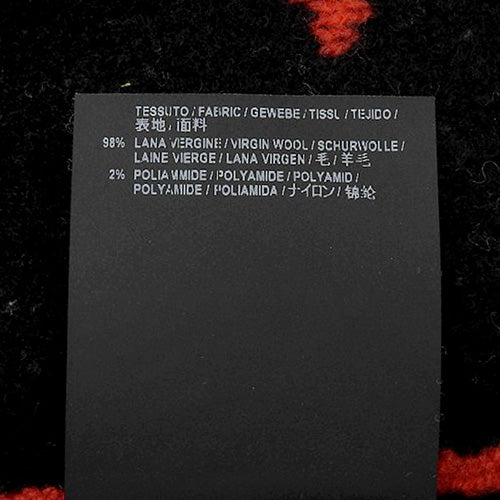 TESSUTO / FABRIC / GEWEBE / TISSU / TEJIDO /
表地 / 面料
98% LANA VERGINE / VIRGIN WOOL / SCHURWOLLE /
LAINE VIERGE / LANA VIRGEN / 毛 / 羊毛
2% POLIAMMIDE / POLYAMIDE / POLYAMID /
POLYAMIDE / POLIAMIDA / ナイロン / 锦纶